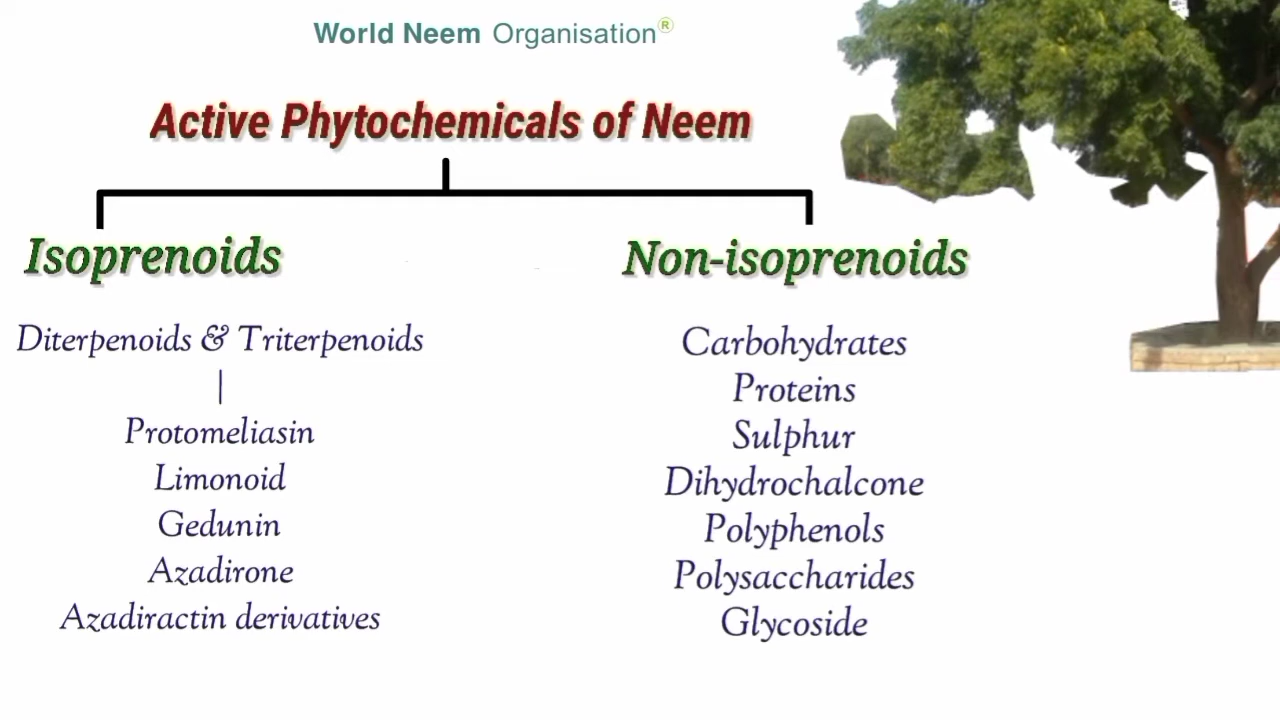 World Neem Organisation®
Active Phytochemicals of Neem
Isoprenoids
Diterpenoids & Triterpenoids
|
Protomeliasin
Limonoid
Gedunin
Azadirone
Azadiractin derivatives
Non-isoprenoids
Carbohydrates
Proteins
Sulphur
Dihydrochalcone
Polyphenols
Polysaccharides
Glycoside